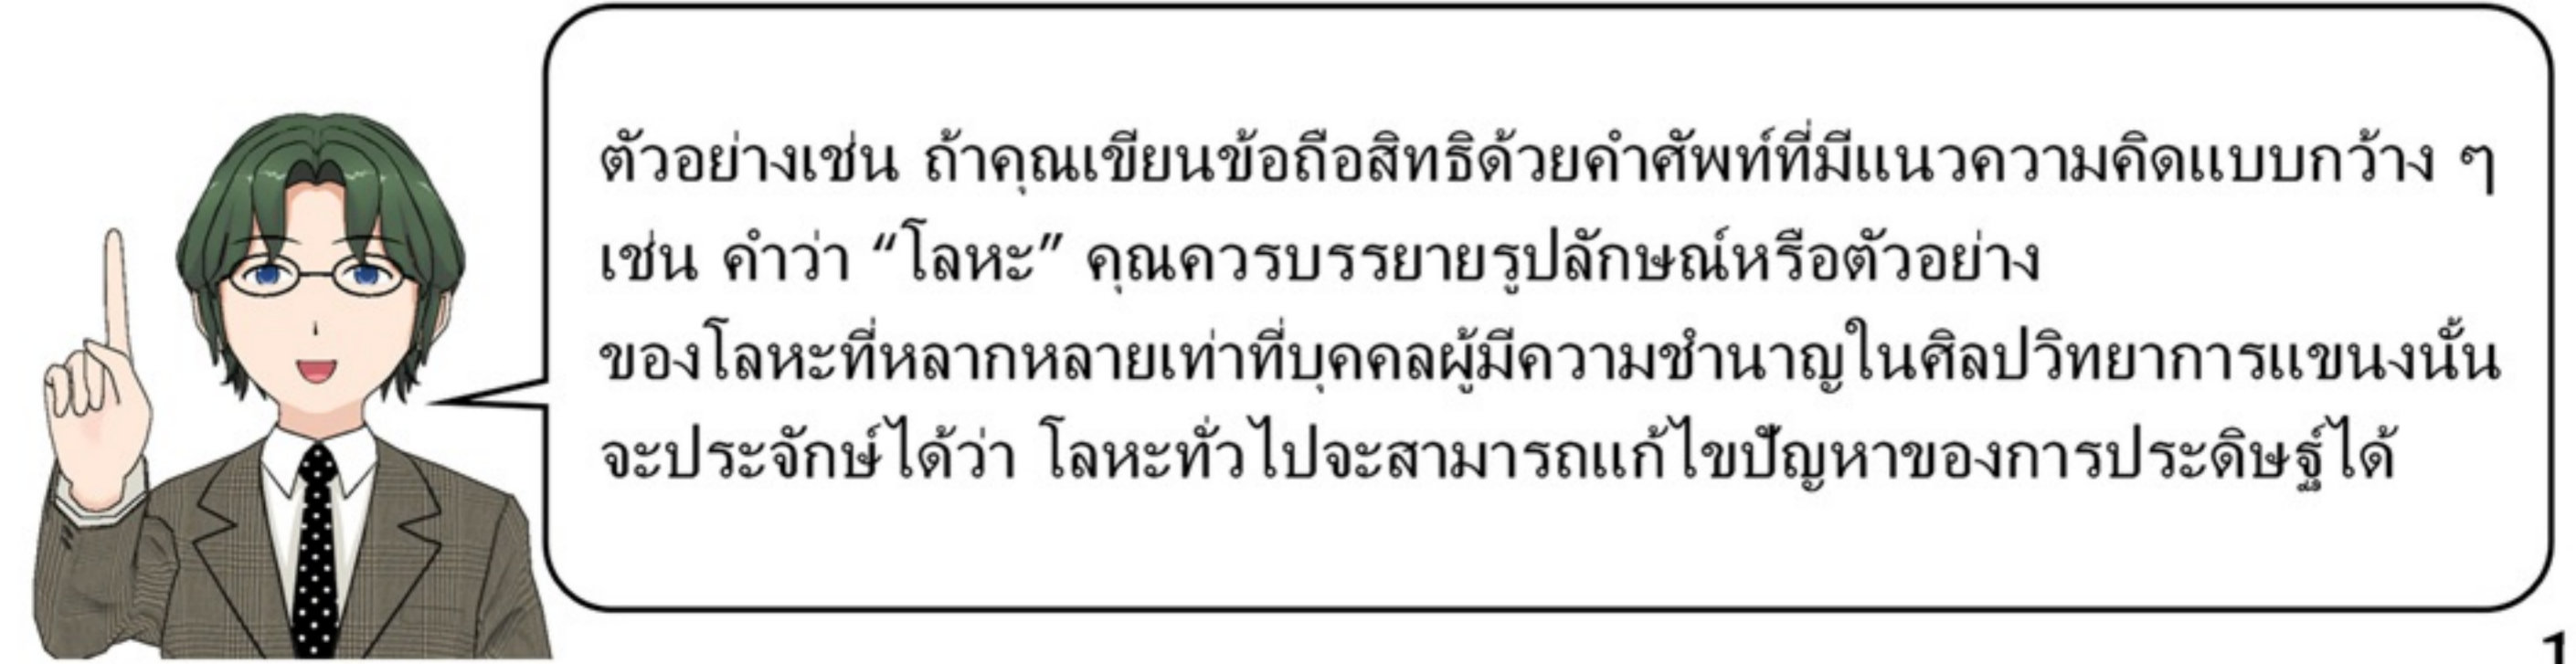 ตัวอย่างเช่น ถ้าคุณเขียนข้อถือสิทธิด้วยคำศัพท์ที่มีแนวความคิดแบบกว้าง ๆ
เช่น คำว่า “โลหะ” คุณควรบรรยายรูปลักษณ์หรือตัวอย่าง
ของโลหะที่หลากหลายเท่าที่บุคคลผู้มีความชำนาญในศิลปวิทยาการแขนงนั้น
จะประจักษ์ได้ว่า โลหะทั่วไปจะสามารถแก้ไขปัญหาของการประดิษฐ์ได้
1